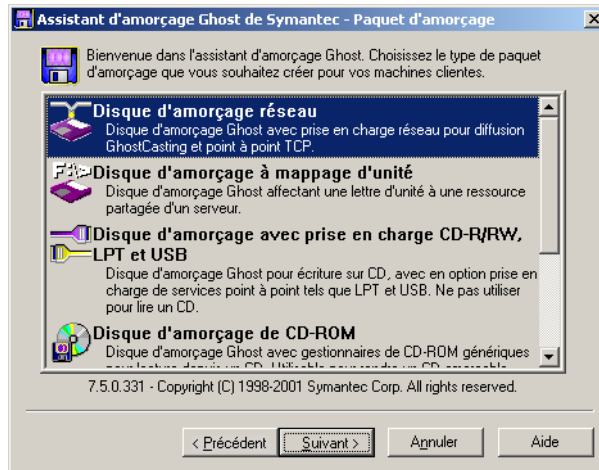 Assistant d'amorçage Ghost de Symantec - Paquet d'amorçage
Bienvenue dans l'assistant d'amorçage Ghost. Choisissez le type de paquet
d'amorçage que vous souhaitez créer pour vos machines clientes.
Disque d'amorçage réseau
Disque d'amorçage Ghost avec prise en charge réseau pour diffusion
GhostCasting et point à point TCP.
Disque d'amorçage à mappage d'unité
Disque d'amorçage Ghost affectant une lettre d'unité à une ressource
partagée d'un serveur.
Disque d'amorçage avec prise en charge CD-R/RW,
LPT et USB
Disque d'amorçage Ghost pour écriture sur CD, avec en option prise en
charge de services point à point tels que LPT et USB. Ne pas utiliser
pour lire un CD.
Disque d'amorçage de CD-ROM
Disque d'amorçage Ghost avec gestionnaires de CD-ROM génériques
7.5.0.331 - Copyright (C) 1998-2001 Symantec Corp. All rights reserved.
< Précédent Suivant > Annuler Aide